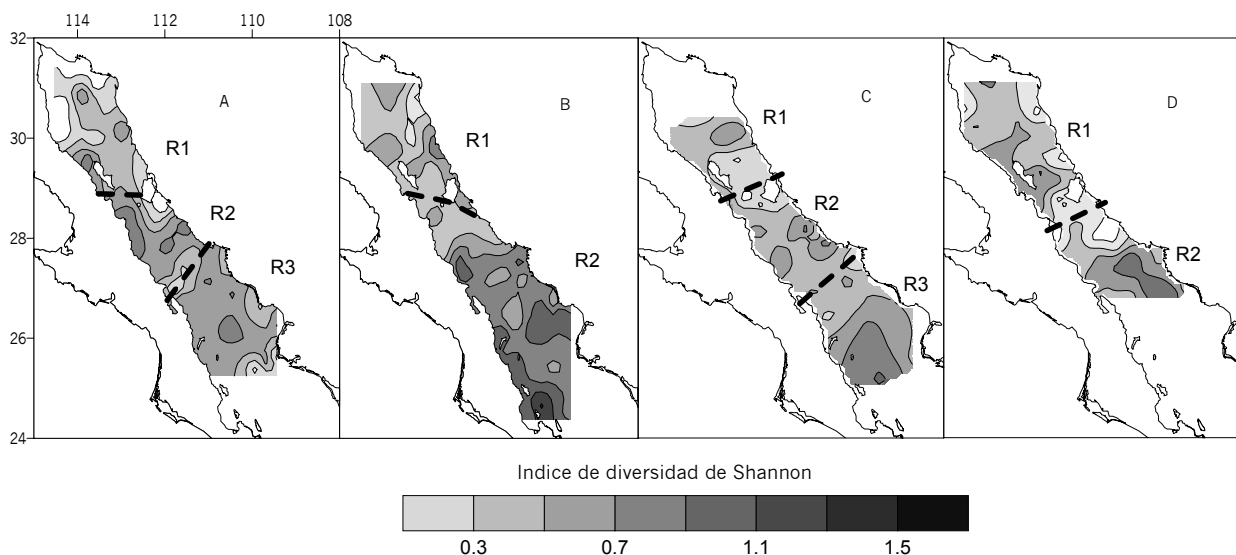 114 112 110 108
32
30
28
26
24
A
R1
R2
R3
B
R1
R2
C
R1
R2
R3
D
R1
R2
Indice de diversidad de Shannon
0.3 0.7 1.1 1.5